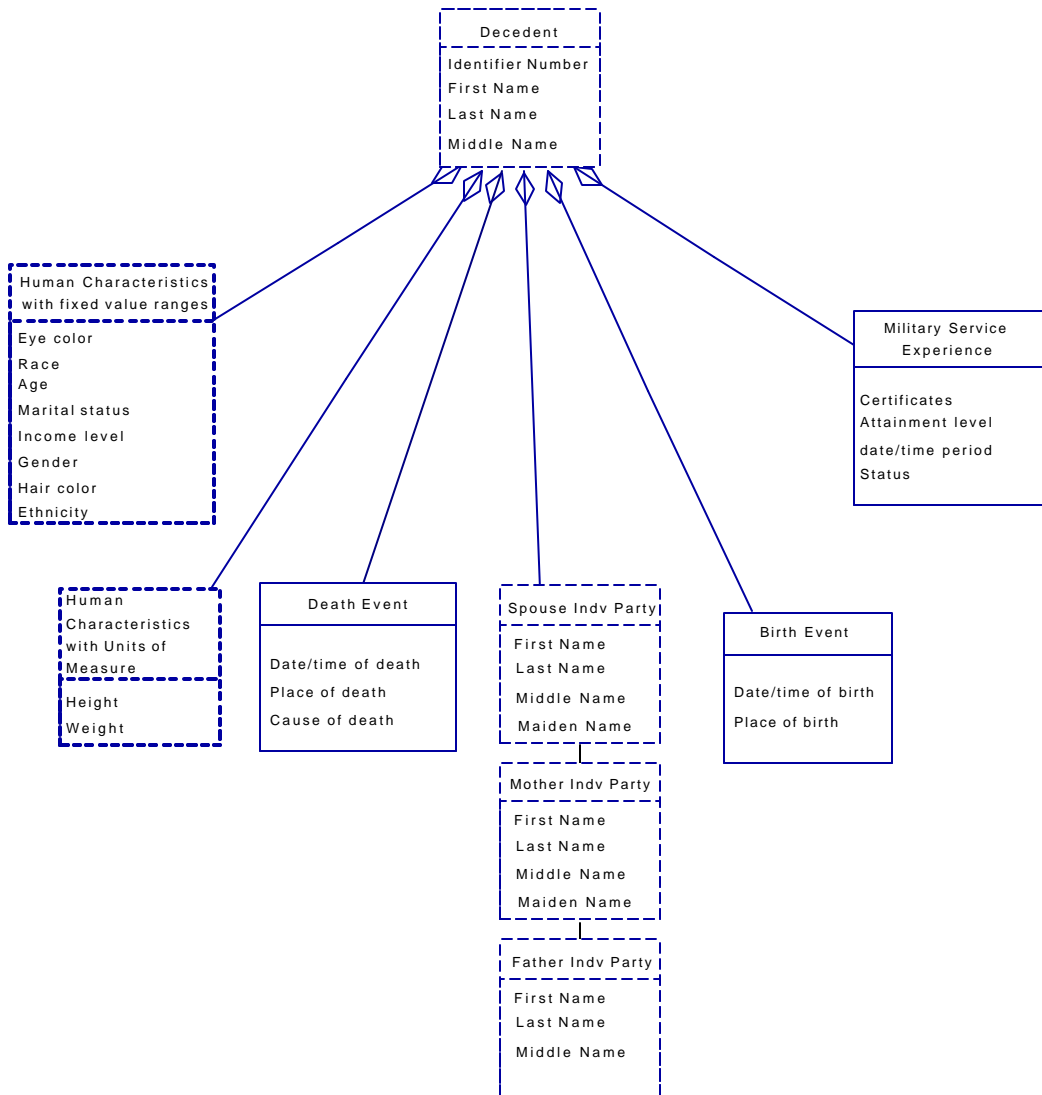 Decedent
Identifier Number
First Name
Last Name
Middle Name
Human Characteristics
with fixed value ranges
Eye color
Race
Age
Marital status
Income level
Gender
Hair color
Ethnicity
Military Service
Experience
Certificates
Attainment level
date/time period
Status
Human
Characteristics
with Units of
Measure
Height
Weight
Death Event
Date/time of death
Place of death
Cause of death
Spouse Indv Party
First Name
Last Name
Middle Name
Maiden Name
Birth Event
Date/time of birth
Place of birth
Mother Indv Party
First Name
Last Name
Middle Name
Maiden Name
Father Indv Party
First Name
Last Name
Middle Name